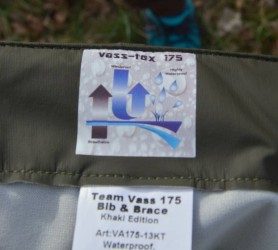 vass-tex 175
Team Vass 175
Bib & Brace
Khaki Edition
Art:VA175-13KT
Waterproof,